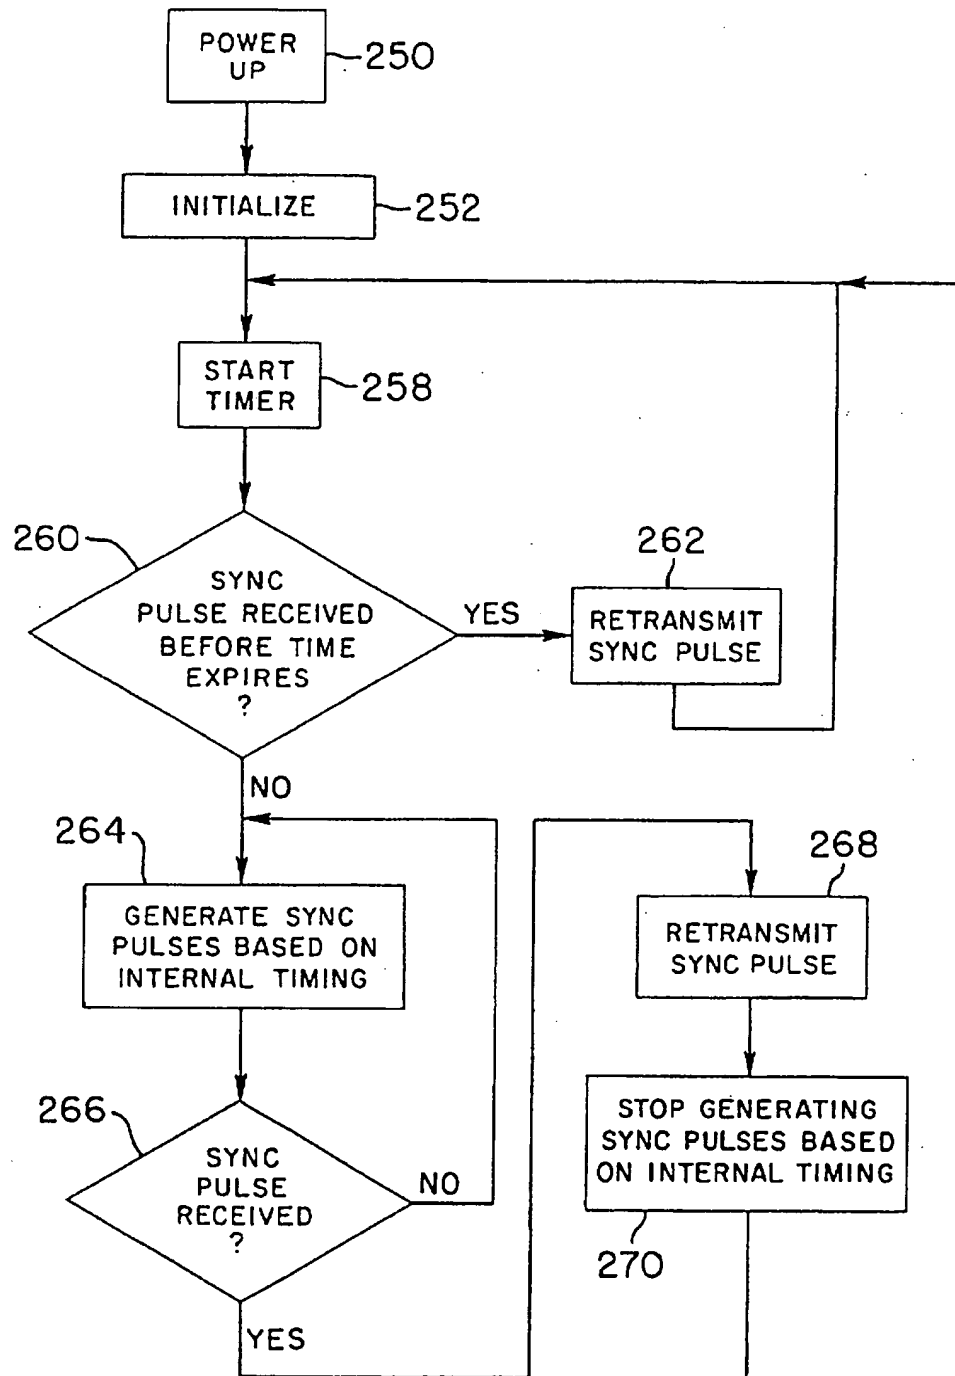 POWER
UP
250
INITIALIZE
252
START
TIMER
258
260
SYNC
PULSE RECEIVED
BEFORE TIME
EXPIRES
?
YES
262
RETRANSMIT
SYNC PULSE
NO
264
GENERATE SYNC
PULSES BASED ON
INTERNAL TIMING
266
SYNC
PULSE
RECEIVED
?
NO
YES
268
RETRANSMIT
SYNC PULSE
STOP GENERATING
SYNC PULSES BASED
ON INTERNAL TIMING
270